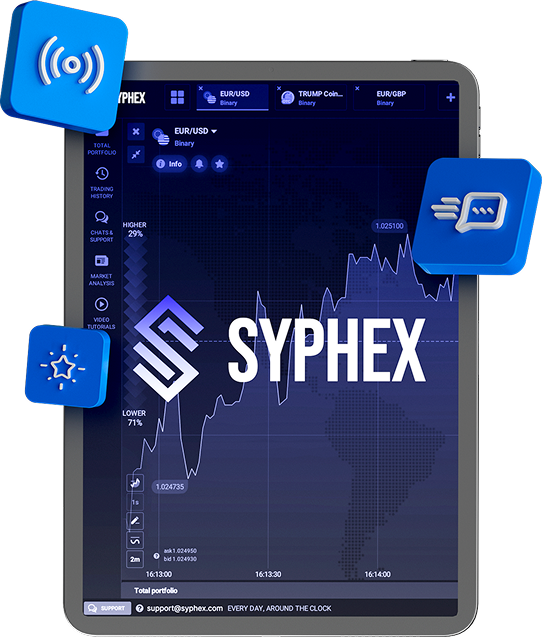 YPHEX
EUR/USD
Binary
TRUMP Coin...
Binary
EUR/GBP
Binary
+
EUR/USD
Binary
Info
TOTAL
PORTFOLIO
TRADING
HISTORY
CHATS &
SUPPORT
MARKET
ANALYSIS
VIDEO
TUTORIALS
HIGHER
29%
1.025100
SYPHEX
LOWER
71%
1.024735
1s
2m
ask 1.024950
bid 1.024930
16:13:00
16:13:30
16:14:00
Total portfolio
SUPPORT
support@syphex.com EVERY DAY, AROUND THE CLOCK